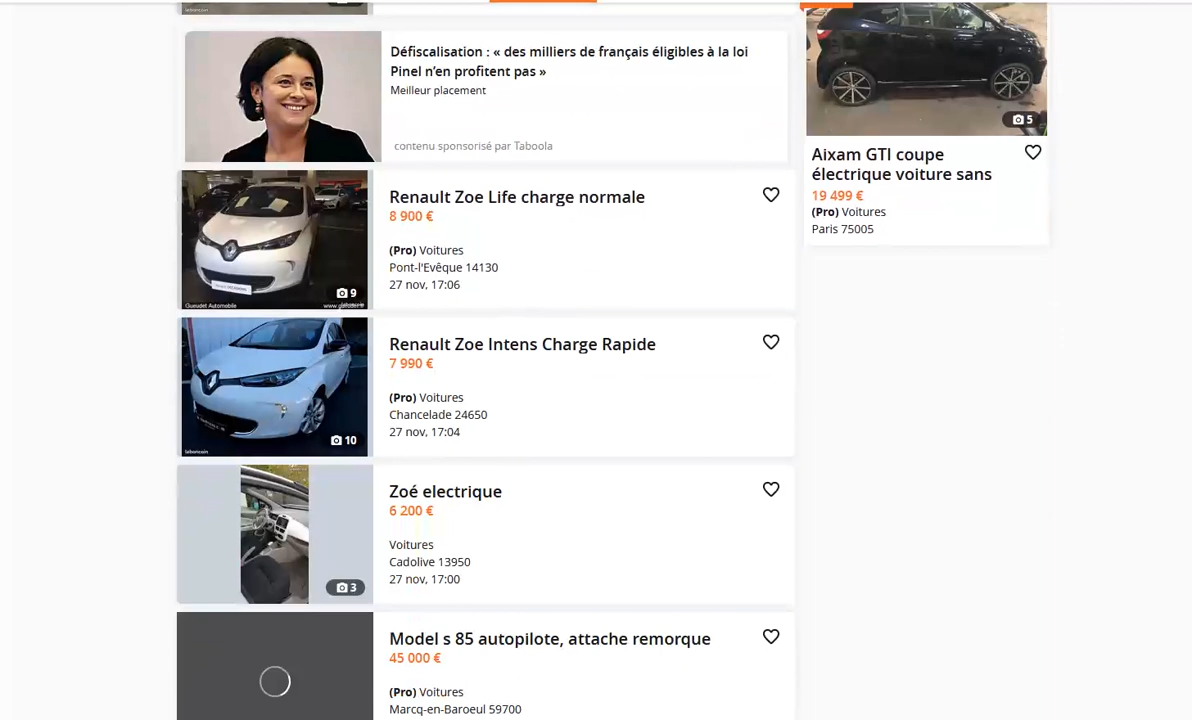 Défiscalisation : « des milliers de français éligibles à la loi
Pinel n’en profitent pas »
Meilleur placement
contenu sponsorisé par Taboola
Renault Zoe Life charge normale
8 900 €
(Pro) Voitures
Pont-l'Evêque 14130
27 nov, 17:06
9
Gueudet Automobile
Renault Zoe Intens Charge Rapide
7 990 €
(Pro) Voitures
Chancelade 24650
27 nov, 17:04
10
leboncoin
Zoé electrique
6 200 €
Voitures
Cadolive 13950
27 nov, 17:00
3
Model s 85 autopilote, attache remorque
45 000 €
(Pro) Voitures
Marcq-en-Baroeul 59700
5
Aixam GTI coupe
électrique voiture sans
19 499 €
(Pro) Voitures
Paris 75005